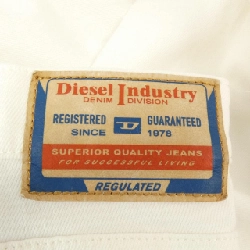 Diesel Industry
DENIM DIVISION
REGISTERED GUARANTEED
SINCE D 1978
SUPERIOR QUALITY JEANS
FOR SUCCESSFUL LIVING
REGULATED